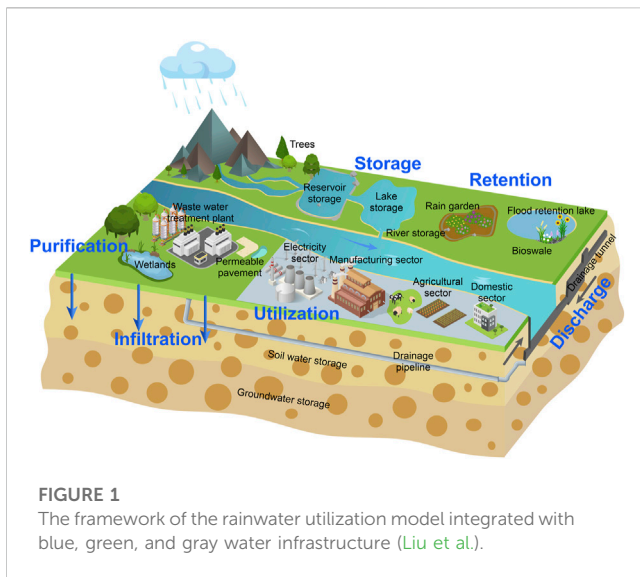 Trees
Storage
Retention
Reservoir
storage
Lake
storage
Rain garden
Flood retention lake
River storage
Bioswale
Waste water
treatment plant
Purification
Wetlands
Permeable
pavement
Electricity
sector
Manufacturing sector
Agricultural
sector
Domestic
sector
Drainage tunnel
Discharge
Utilization
Infiltration
Soil water storage
Drainage
pipeline
Groundwater storage
FIGURE 1
The framework of the rainwater utilization model integrated with
blue, green, and gray water infrastructure (Liu et al.).